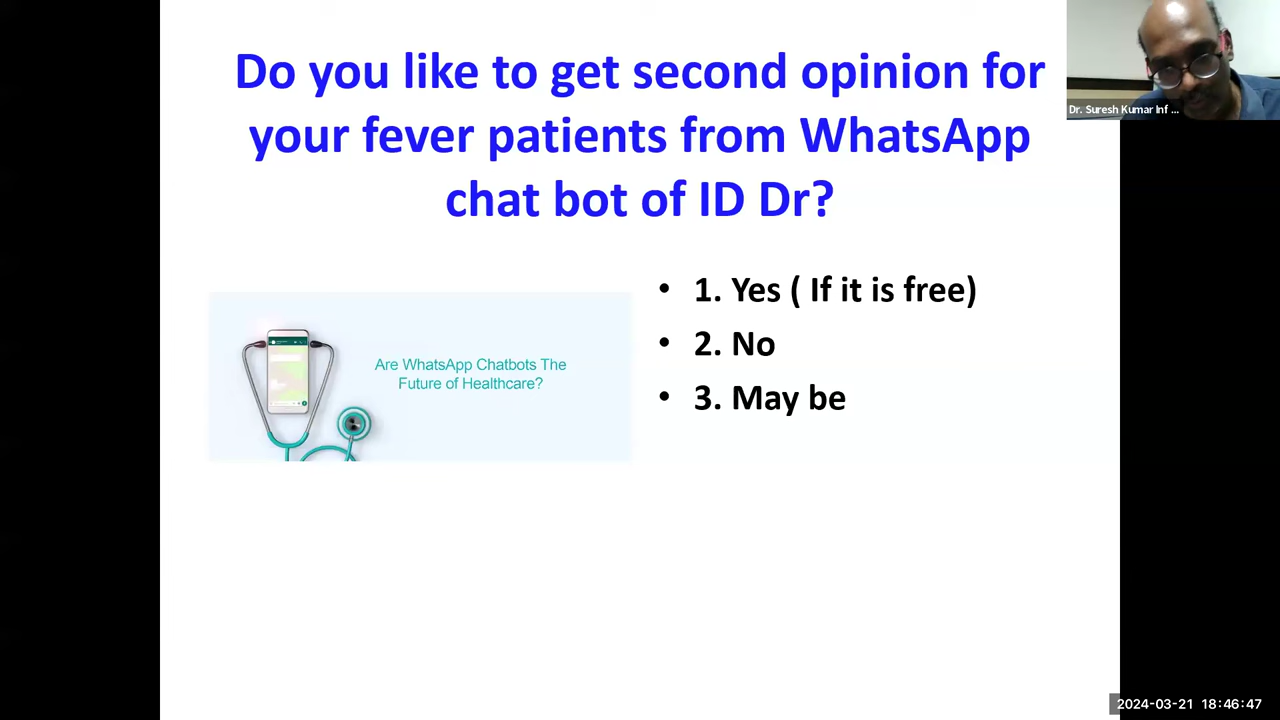 Do you like to get second opinion for
your fever patients from WhatsApp
chat bot of ID Dr?
Dr. Suresh Kumar Inf ...
• 1. Yes ( If it is free)
• 2. No
• 3. May be
Are WhatsApp Chatbots The
Future of Healthcare?
2024-03-21 18:46:47